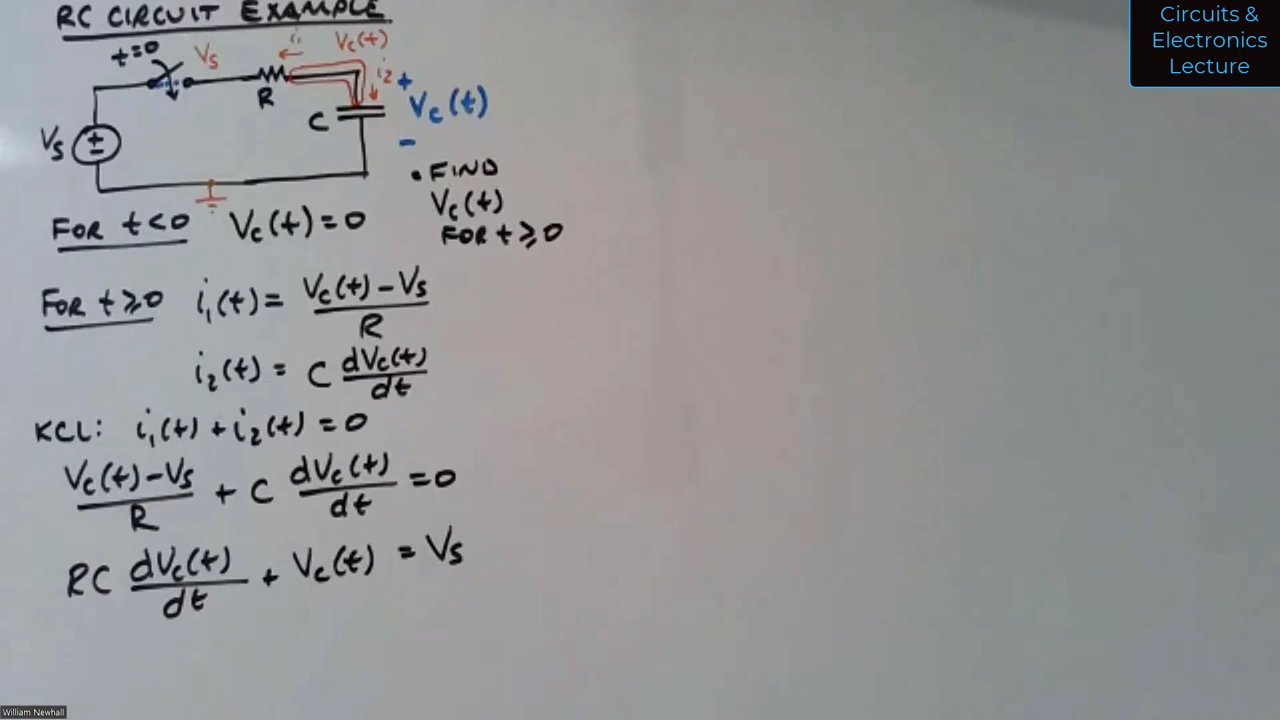 RC CIRCUIT EXAMPLE
Circuits &
Electronics
Lecture
t=0
Vs
i₁
Vc(t)
i₂
R
C
+
Vc(t)
−
Vs
+
−
• FIND
Vc(t)
FOR t ≥ 0
FOR t<0 Vc(t)=0
FOR t≥0 i₁(t) = (Vc(t) − Vs)/R
i₂(t) = C dVc(t)/dt
KCL: i₁(t) + i₂(t) = 0
(Vc(t) − Vs)/R + C dVc(t)/dt = 0
RC dVc(t)/dt + Vc(t) = Vs
William Newhall